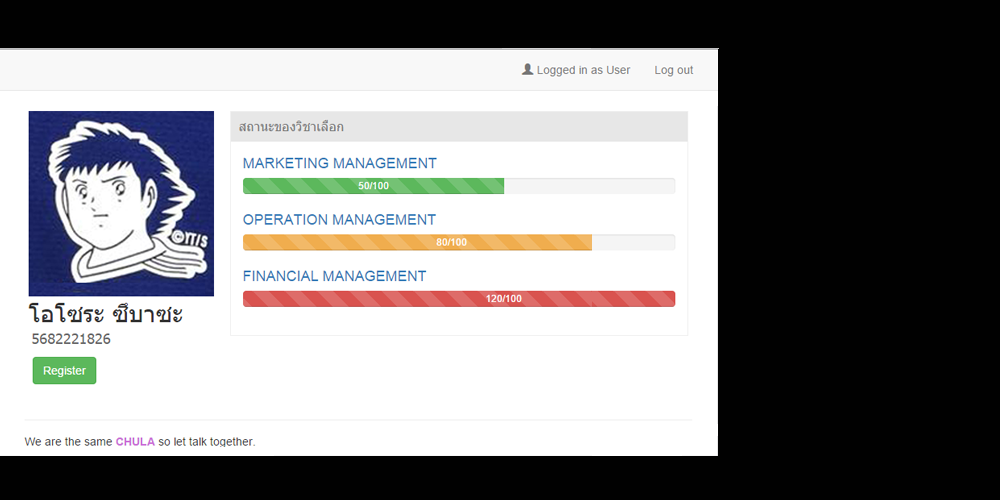 Logged in as User Log out
สถานะของวิชาเลือก
MARKETING MANAGEMENT
50/100
OPERATION MANAGEMENT
80/100
FINANCIAL MANAGEMENT
120/100
©TTIS
โอโซระ ซึบาซะ
5682221826
Register
We are the same CHULA so let talk together.